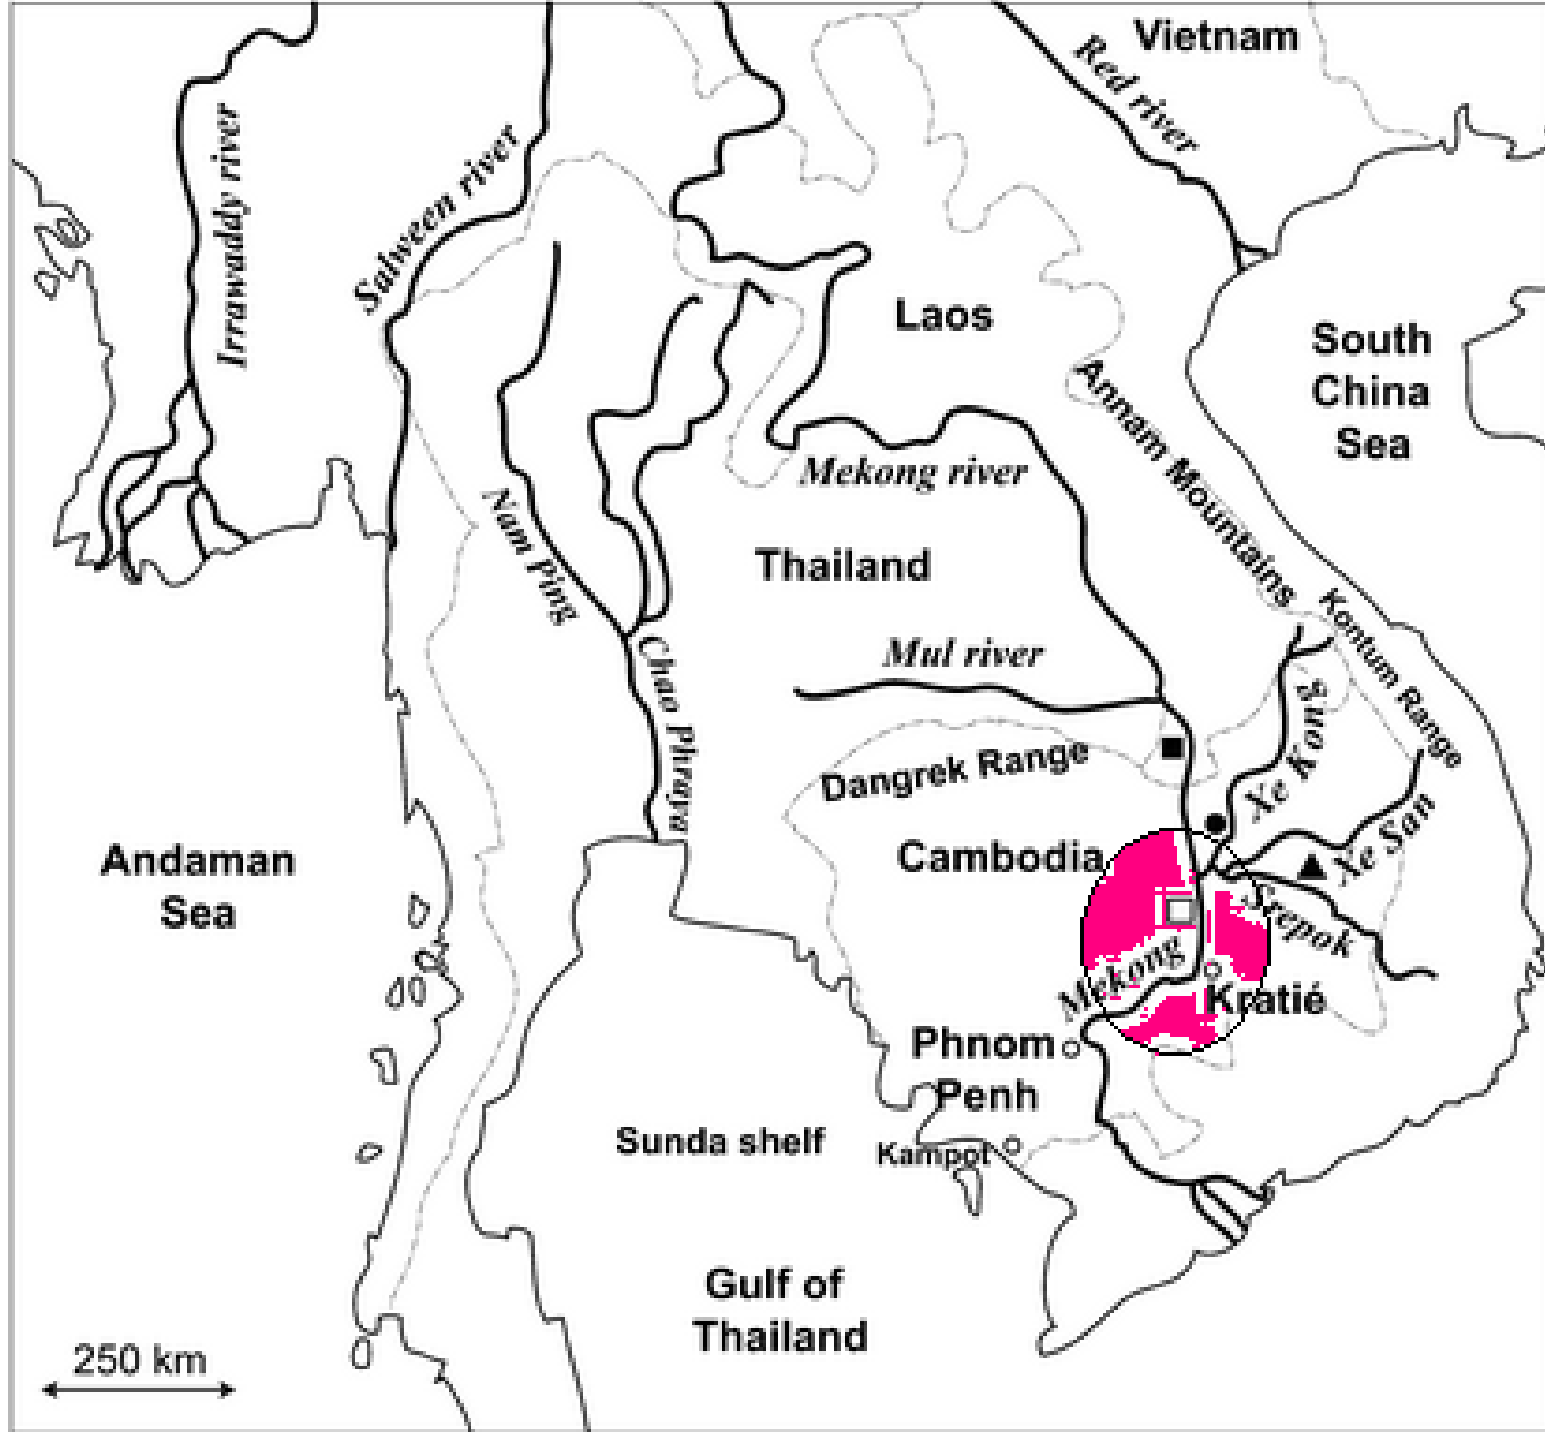 Vietnam
Red river
Irrawaddy river
Salween river
Laos
South
China
Sea
Annam Mountains
Mekong river
Nam Ping
Thailand
Kontum Range
Mul river
Chao Phraya
Xe Kong
Dangrek Range
Xe San
Andaman
Sea
Cambodia
Srepok
Mekong
Kratié
Phnom
Penh
Sunda shelf
Kampot
Gulf of
Thailand
250 km